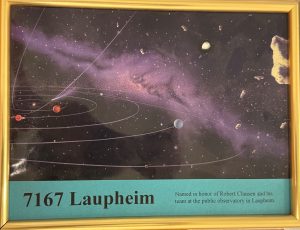 7167 Laupheim
Named in honor of Robert Clausen and his
team at the public observatory in Laupheim.